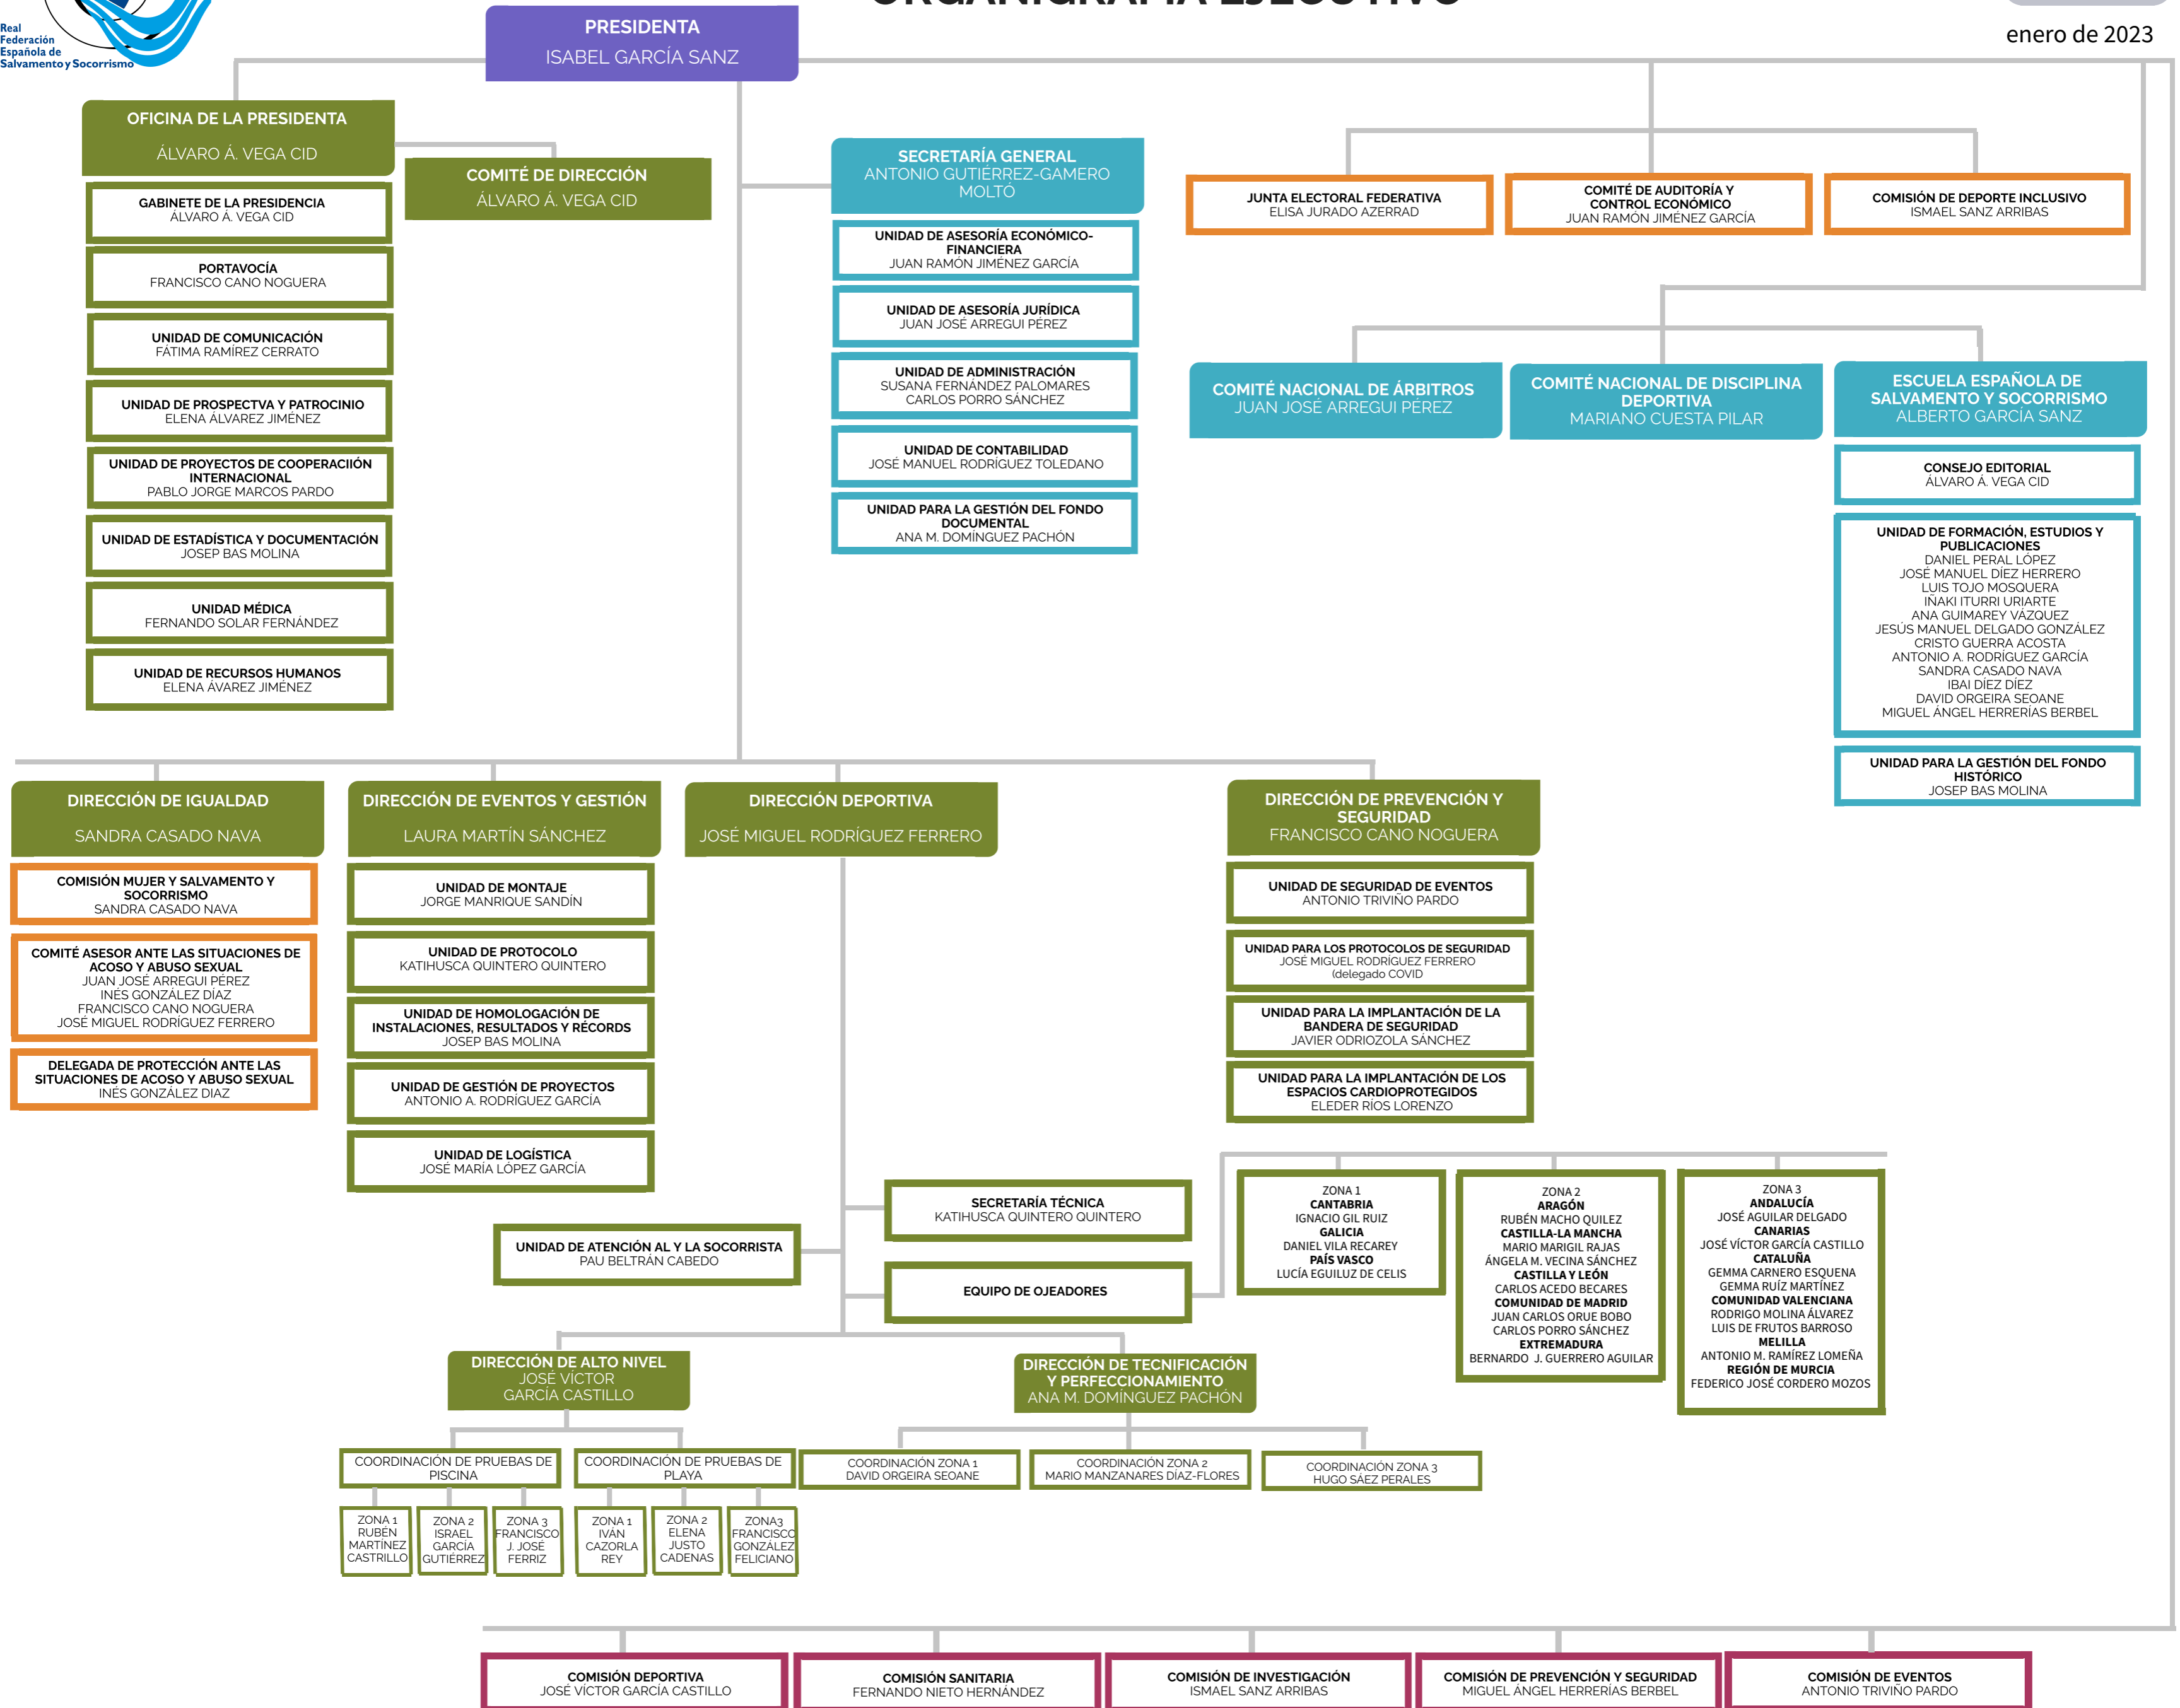 ORGANIGRAMA EJECUTIVO
Real
Federación
Española de
Salvamento y Socorrismo
enero de 2023
PRESIDENTA
ISABEL GARCÍA SANZ
OFICINA DE LA PRESIDENTA
ÁLVARO Á. VEGA CID
COMITÉ DE DIRECCIÓN
ÁLVARO Á. VEGA CID
GABINETE DE LA PRESIDENCIA
ÁLVARO Á. VEGA CID
PORTAVOCÍA
FRANCISCO CANO NOGUERA
UNIDAD DE COMUNICACIÓN
FÁTIMA RAMÍREZ CERRATO
UNIDAD DE PROSPECTVA Y PATROCINIO
ELENA ÁLVAREZ JIMÉNEZ
UNIDAD DE PROYECTOS DE COOPERACIIÓN
INTERNACIONAL
PABLO JORGE MARCOS PARDO
UNIDAD DE ESTADÍSTICA Y DOCUMENTACIÓN
JOSEP BAS MOLINA
UNIDAD MÉDICA
FERNANDO SOLAR FERNÁNDEZ
UNIDAD DE RECURSOS HUMANOS
ELENA ÁVAREZ JIMÉNEZ
SECRETARÍA GENERAL
ANTONIO GUTIÉRREZ-GAMERO
MOLTÓ
UNIDAD DE ASESORÍA ECONÓMICO-
FINANCIERA
JUAN RAMÓN JIMÉNEZ GARCÍA
UNIDAD DE ASESORÍA JURÍDICA
JUAN JOSÉ ARREGUI PÉREZ
UNIDAD DE ADMINISTRACIÓN
SUSANA FERNÁNDEZ PALOMARES
CARLOS PORRO SÁNCHEZ
UNIDAD DE CONTABILIDAD
JOSÉ MANUEL RODRÍGUEZ TOLEDANO
UNIDAD PARA LA GESTIÓN DEL FONDO
DOCUMENTAL
ANA M. DOMÍNGUEZ PACHÓN
JUNTA ELECTORAL FEDERATIVA
ELISA JURADO AZERRAD
COMITÉ DE AUDITORÍA Y
CONTROL ECONÓMICO
JUAN RAMÓN JIMÉNEZ GARCÍA
COMISIÓN DE DEPORTE INCLUSIVO
ISMAEL SANZ ARRIBAS
COMITÉ NACIONAL DE ÁRBITROS
JUAN JOSÉ ARREGUI PÉREZ
COMITÉ NACIONAL DE DISCIPLINA
DEPORTIVA
MARIANO CUESTA PILAR
ESCUELA ESPAÑOLA DE
SALVAMENTO Y SOCORRISMO
ALBERTO GARCÍA SANZ
CONSEJO EDITORIAL
ÁLVARO Á. VEGA CID
UNIDAD DE FORMACIÓN, ESTUDIOS Y
PUBLICACIONES
DANIEL PERAL LÓPEZ
JOSÉ MANUEL DÍEZ HERRERO
LUIS TOJO MOSQUERA
IÑAKI ITURRI URIARTE
ANA GUIMAREY VÁZQUEZ
JESÚS MANUEL DELGADO GONZÁLEZ
CRISTO GUERRA ACOSTA
ANTONIO A. RODRÍGUEZ GARCÍA
SANDRA CASADO NAVA
IBAI DÍEZ DÍEZ
DAVID ORGEIRA SEOANE
MIGUEL ÁNGEL HERRERÍAS BERBEL
UNIDAD PARA LA GESTIÓN DEL FONDO
HISTÓRICO
JOSEP BAS MOLINA
DIRECCIÓN DE IGUALDAD
SANDRA CASADO NAVA
COMISIÓN MUJER Y SALVAMENTO Y
SOCORRISMO
SANDRA CASADO NAVA
COMITÉ ASESOR ANTE LAS SITUACIONES DE
ACOSO Y ABUSO SEXUAL
JUAN JOSÉ ARREGUI PÉREZ
INÉS GONZÁLEZ DÍAZ
FRANCISCO CANO NOGUERA
JOSÉ MIGUEL RODRÍGUEZ FERRERO
DELEGADA DE PROTECCIÓN ANTE LAS
SITUACIONES DE ACOSO Y ABUSO SEXUAL
INÉS GONZÁLEZ DIAZ
DIRECCIÓN DE EVENTOS Y GESTIÓN
LAURA MARTÍN SÁNCHEZ
UNIDAD DE MONTAJE
JORGE MANRIQUE SANDÍN
UNIDAD DE PROTOCOLO
KATIHUSCA QUINTERO QUINTERO
UNIDAD DE HOMOLOGACIÓN DE
INSTALACIONES, RESULTADOS Y RÉCORDS
JOSEP BAS MOLINA
UNIDAD DE GESTIÓN DE PROYECTOS
ANTONIO A. RODRÍGUEZ GARCÍA
UNIDAD DE LOGÍSTICA
JOSÉ MARÍA LÓPEZ GARCÍA
DIRECCIÓN DEPORTIVA
JOSÉ MIGUEL RODRÍGUEZ FERRERO
DIRECCIÓN DE PREVENCIÓN Y
SEGURIDAD
FRANCISCO CANO NOGUERA
UNIDAD DE SEGURIDAD DE EVENTOS
ANTONIO TRIVIÑO PARDO
UNIDAD PARA LOS PROTOCOLOS DE SEGURIDAD
JOSÉ MIGUEL RODRÍGUEZ FERRERO
(delegado COVID
UNIDAD PARA LA IMPLANTACIÓN DE LA
BANDERA DE SEGURIDAD
JAVIER ODRIOZOLA SÁNCHEZ
UNIDAD PARA LA IMPLANTACIÓN DE LOS
ESPACIOS CARDIOPROTEGIDOS
ELEDER RÍOS LORENZO
SECRETARÍA TÉCNICA
KATIHUSCA QUINTERO QUINTERO
UNIDAD DE ATENCIÓN AL Y LA SOCORRISTA
PAU BELTRÁN CABEDO
EQUIPO DE OJEADORES
ZONA 1
CANTABRIA
IGNACIO GIL RUIZ
GALICIA
DANIEL VILA RECAREY
PAÍS VASCO
LUCÍA EGUILUZ DE CELIS
ZONA 2
ARAGÓN
RUBÉN MACHO QUILEZ
CASTILLA-LA MANCHA
MARIO MARIGIL RAJAS
ÁNGELA M. VECINA SÁNCHEZ
CASTILLA Y LEÓN
CARLOS ACEDO BECARES
COMUNIDAD DE MADRID
JUAN CARLOS ORUE BOBO
CARLOS PORRO SÁNCHEZ
EXTREMADURA
BERNARDO J. GUERRERO AGUILAR
ZONA 3
ANDALUCÍA
JOSÉ AGUILAR DELGADO
CANARIAS
JOSÉ VÍCTOR GARCÍA CASTILLO
CATALUÑA
GEMMA CARNERO ESQUENA
GEMMA RUÍZ MARTÍNEZ
COMUNIDAD VALENCIANA
RODRIGO MOLINA ÁLVAREZ
LUIS DE FRUTOS BARROSO
MELILLA
ANTONIO M. RAMÍREZ LOMEÑA
REGIÓN DE MURCIA
FEDERICO JOSÉ CORDERO MOZOS
DIRECCIÓN DE ALTO NIVEL
JOSÉ VÍCTOR
GARCÍA CASTILLO
DIRECCIÓN DE TECNIFICACIÓN
Y PERFECCIONAMIENTO
ANA M. DOMÍNGUEZ PACHÓN
COORDINACIÓN DE PRUEBAS DE
PISCINA
COORDINACIÓN DE PRUEBAS DE
PLAYA
COORDINACIÓN ZONA 1
DAVID ORGEIRA SEOANE
COORDINACIÓN ZONA 2
MARIO MANZANARES DÍAZ-FLORES
COORDINACIÓN ZONA 3
HUGO SÁEZ PERALES
ZONA 1
RUBÉN
MARTÍNEZ
CASTRILLO
ZONA 2
ISRAEL
GARCÍA
GUTIÉRREZ
ZONA 3
FRANCISCO
J. JOSÉ
FERRIZ
ZONA 1
IVÁN
CAZORLA
REY
ZONA 2
ELENA
JUSTO
CADENAS
ZONA3
FRANCISCO
GONZÁLEZ
FELICIANO
COMISIÓN DEPORTIVA
JOSÉ VÍCTOR GARCÍA CASTILLO
COMISIÓN SANITARIA
FERNANDO NIETO HERNÁNDEZ
COMISIÓN DE INVESTIGACIÓN
ISMAEL SANZ ARRIBAS
COMISIÓN DE PREVENCIÓN Y SEGURIDAD
MIGUEL ÁNGEL HERRERÍAS BERBEL
COMISIÓN DE EVENTOS
ANTONIO TRIVIÑO PARDO